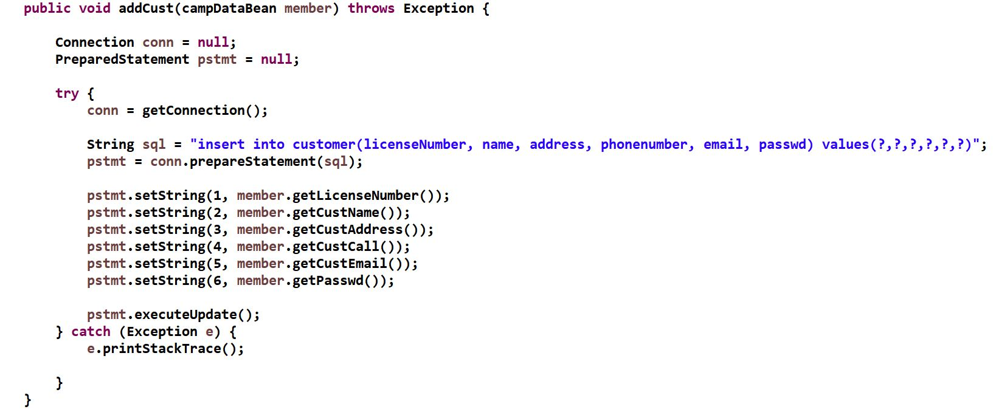 public void addCust(campDataBean member) throws Exception {
Connection conn = null;
PreparedStatement pstmt = null;
try {
conn = getConnection();
String sql = "insert into customer(licenseNumber, name, address, phonenumber, email, passwd) values(?,?,?,?,?,?)";
pstmt = conn.prepareStatement(sql);
pstmt.setString(1, member.getLicenseNumber());
pstmt.setString(2, member.getCustName());
pstmt.setString(3, member.getCustAddress());
pstmt.setString(4, member.getCustCall());
pstmt.setString(5, member.getCustEmail());
pstmt.setString(6, member.getPasswd());
pstmt.executeUpdate();
} catch (Exception e) {
e.printStackTrace();
}
}